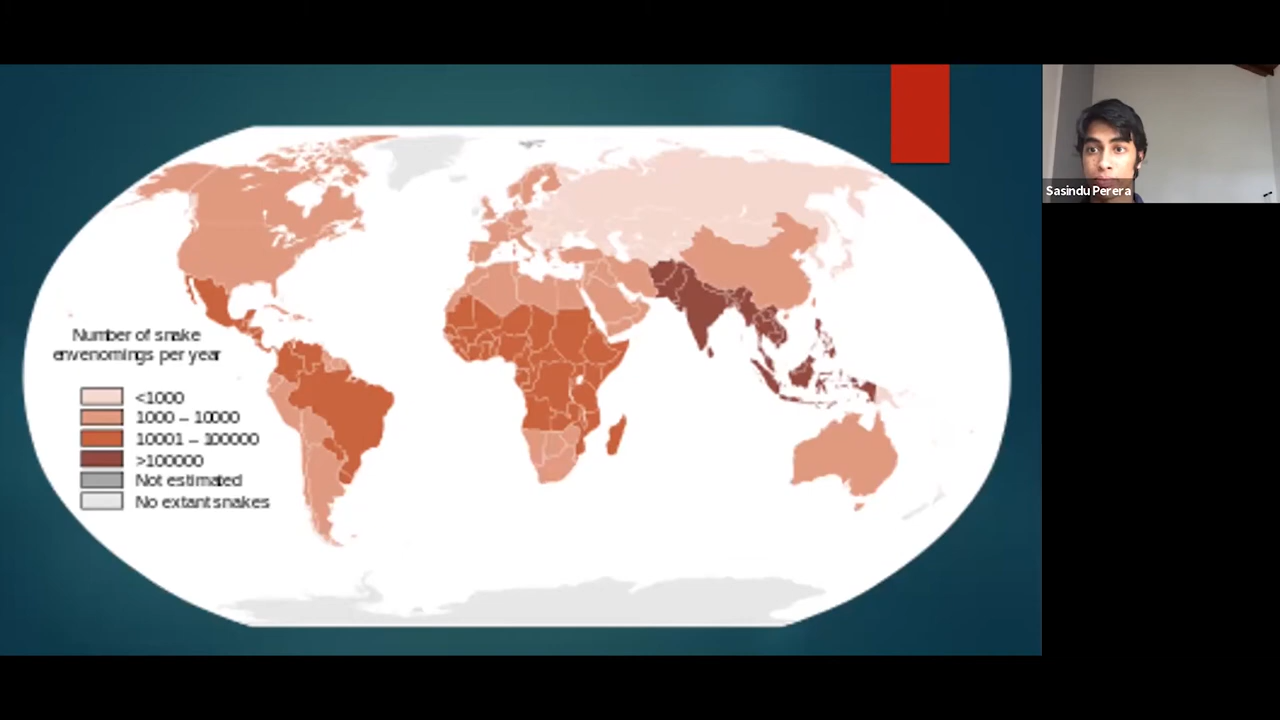 Number of snake
envenomings per year
<1000
1000 – 10000
10001 – 100000
>100000
Not estimated
No extant snakes
Sasindu Perera